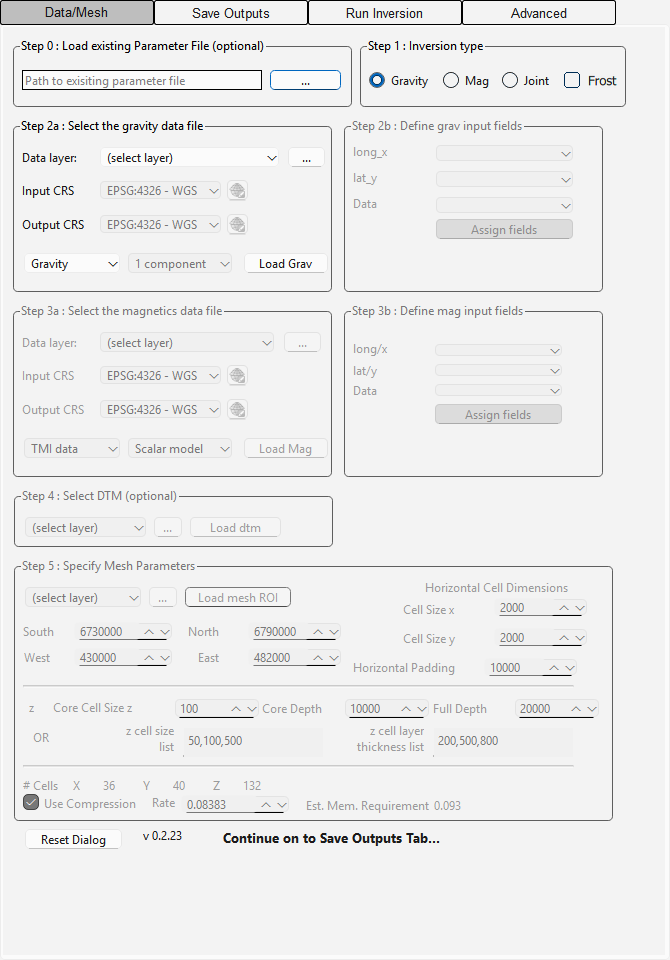 Data/Mesh
Save Outputs
Run Inversion
Advanced
Step 0 : Load existing Parameter File (optional)
Path to exisiting parameter file
...
Step 1 : Inversion type
Gravity
Mag
Joint
Frost
Step 2a : Select the gravity data file
Data layer:
(select layer)
...
Input CRS
EPSG:4326 - WGS
Output CRS
EPSG:4326 - WGS
Gravity
1 component
Load Grav
Step 2b : Define grav input fields
long_x
lat_y
Data
Assign fields
Step 3a : Select the magnetics data file
Data layer:
(select layer)
...
Input CRS
EPSG:4326 - WGS
Output CRS
EPSG:4326 - WGS
TMI data
Scalar model
Load Mag
Step 3b : Define mag input fields
long/x
lat/y
Data
Assign fields
Step 4 : Select DTM (optional)
(select layer)
...
Load dtm
Step 5 : Specify Mesh Parameters
(select layer)
...
Load mesh ROI
Horizontal Cell Dimensions
Cell Size x
2000
Cell Size y
2000
Horizontal Padding
10000
South
6730000
North
6790000
West
430000
East
482000
z
Core Cell Size z
100
Core Depth
10000
Full Depth
20000
OR
z cell size
list
50,100,500
z cell layer
thickness list
200,500,800
# Cells
X
36
Y
40
Z
132
Use Compression
Rate
0.08383
Est. Mem. Requirement
0.093
Reset Dialog
v 0.2.23
Continue on to Save Outputs Tab...